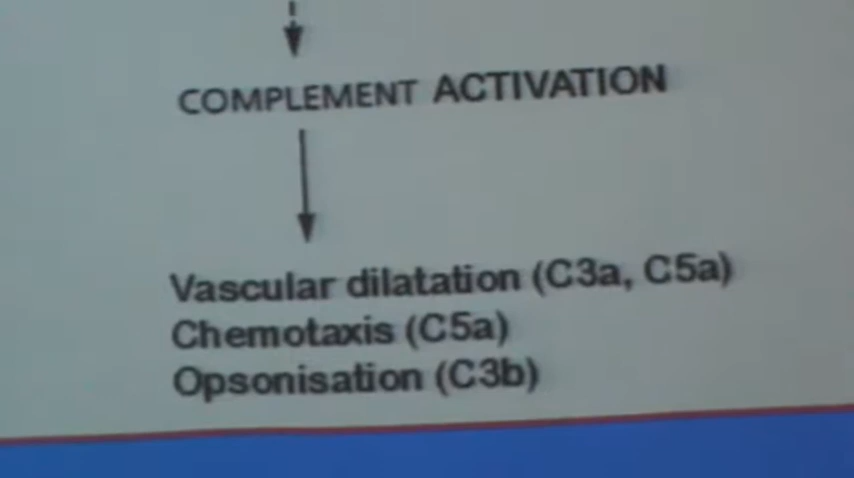 COMPLEMENT ACTIVATION
Vascular dilatation (C3a, C5a)
Chemotaxis (C5a)
Opsonisation (C3b)